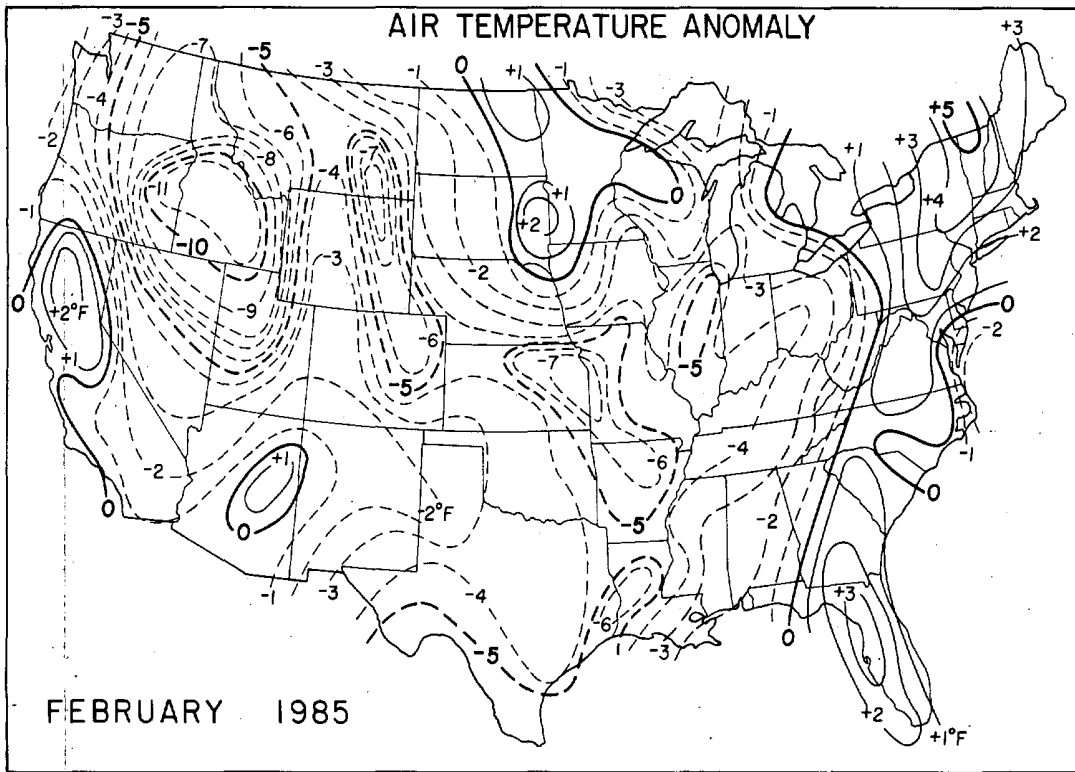 AIR TEMPERATURE ANOMALY
-3 -5 -7 -5 -3 -1 0 +1 -1 -3 -1 +5 +3
-4 -6 -7 +1 +3
-2 -8 -4 +1 0 +4
-1 -10 +2 +2
0 -3 -2 0
+2°F -9 -3 -2
+1 -6 -5 -7 -5
-2 +1 -4 -6 -1
0 -2°F -5 0
0 -2
-1 -3 -4 -6 +3
-5 -3 0
+2 +1°F
FEBRUARY 1985